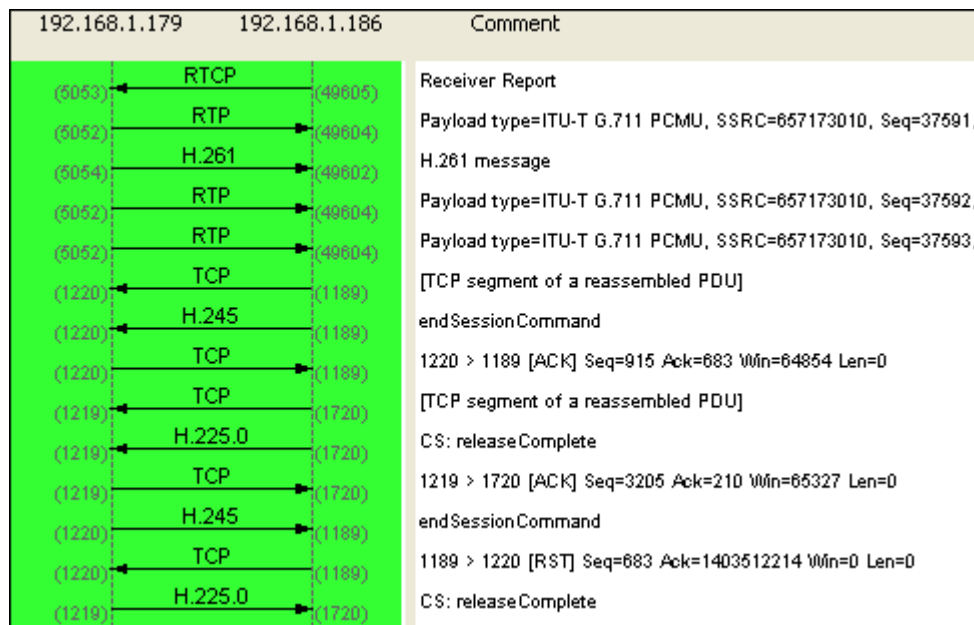 192.168.1.179 192.168.1.186 Comment
RTCP
(5053) (49605) Receiver Report
RTP
(5052) (49604) Payload type=ITU-T G.711 PCMU, SSRC=657173010, Seq=37591,
H.261
(5054) (49602) H.261 message
RTP
(5052) (49604) Payload type=ITU-T G.711 PCMU, SSRC=657173010, Seq=37592,
RTP
(5052) (49604) Payload type=ITU-T G.711 PCMU, SSRC=657173010, Seq=37593,
TCP
(1220) (1189) [TCP segment of a reassembled PDU]
H.245
(1220) (1189) endSessionCommand
TCP
(1220) (1189) 1220 > 1189 [ACK] Seq=915 Ack=683 Win=64854 Len=0
TCP
(1219) (1720) [TCP segment of a reassembled PDU]
H.225.0
(1219) (1720) CS: releaseComplete
TCP
(1219) (1720) 1219 > 1720 [ACK] Seq=3205 Ack=210 Win=65327 Len=0
H.245
(1220) (1189) endSessionCommand
TCP
(1220) (1189) 1189 > 1220 [RST] Seq=683 Ack=1403512214 Win=0 Len=0
H.225.0
(1219) (1720) CS: releaseComplete